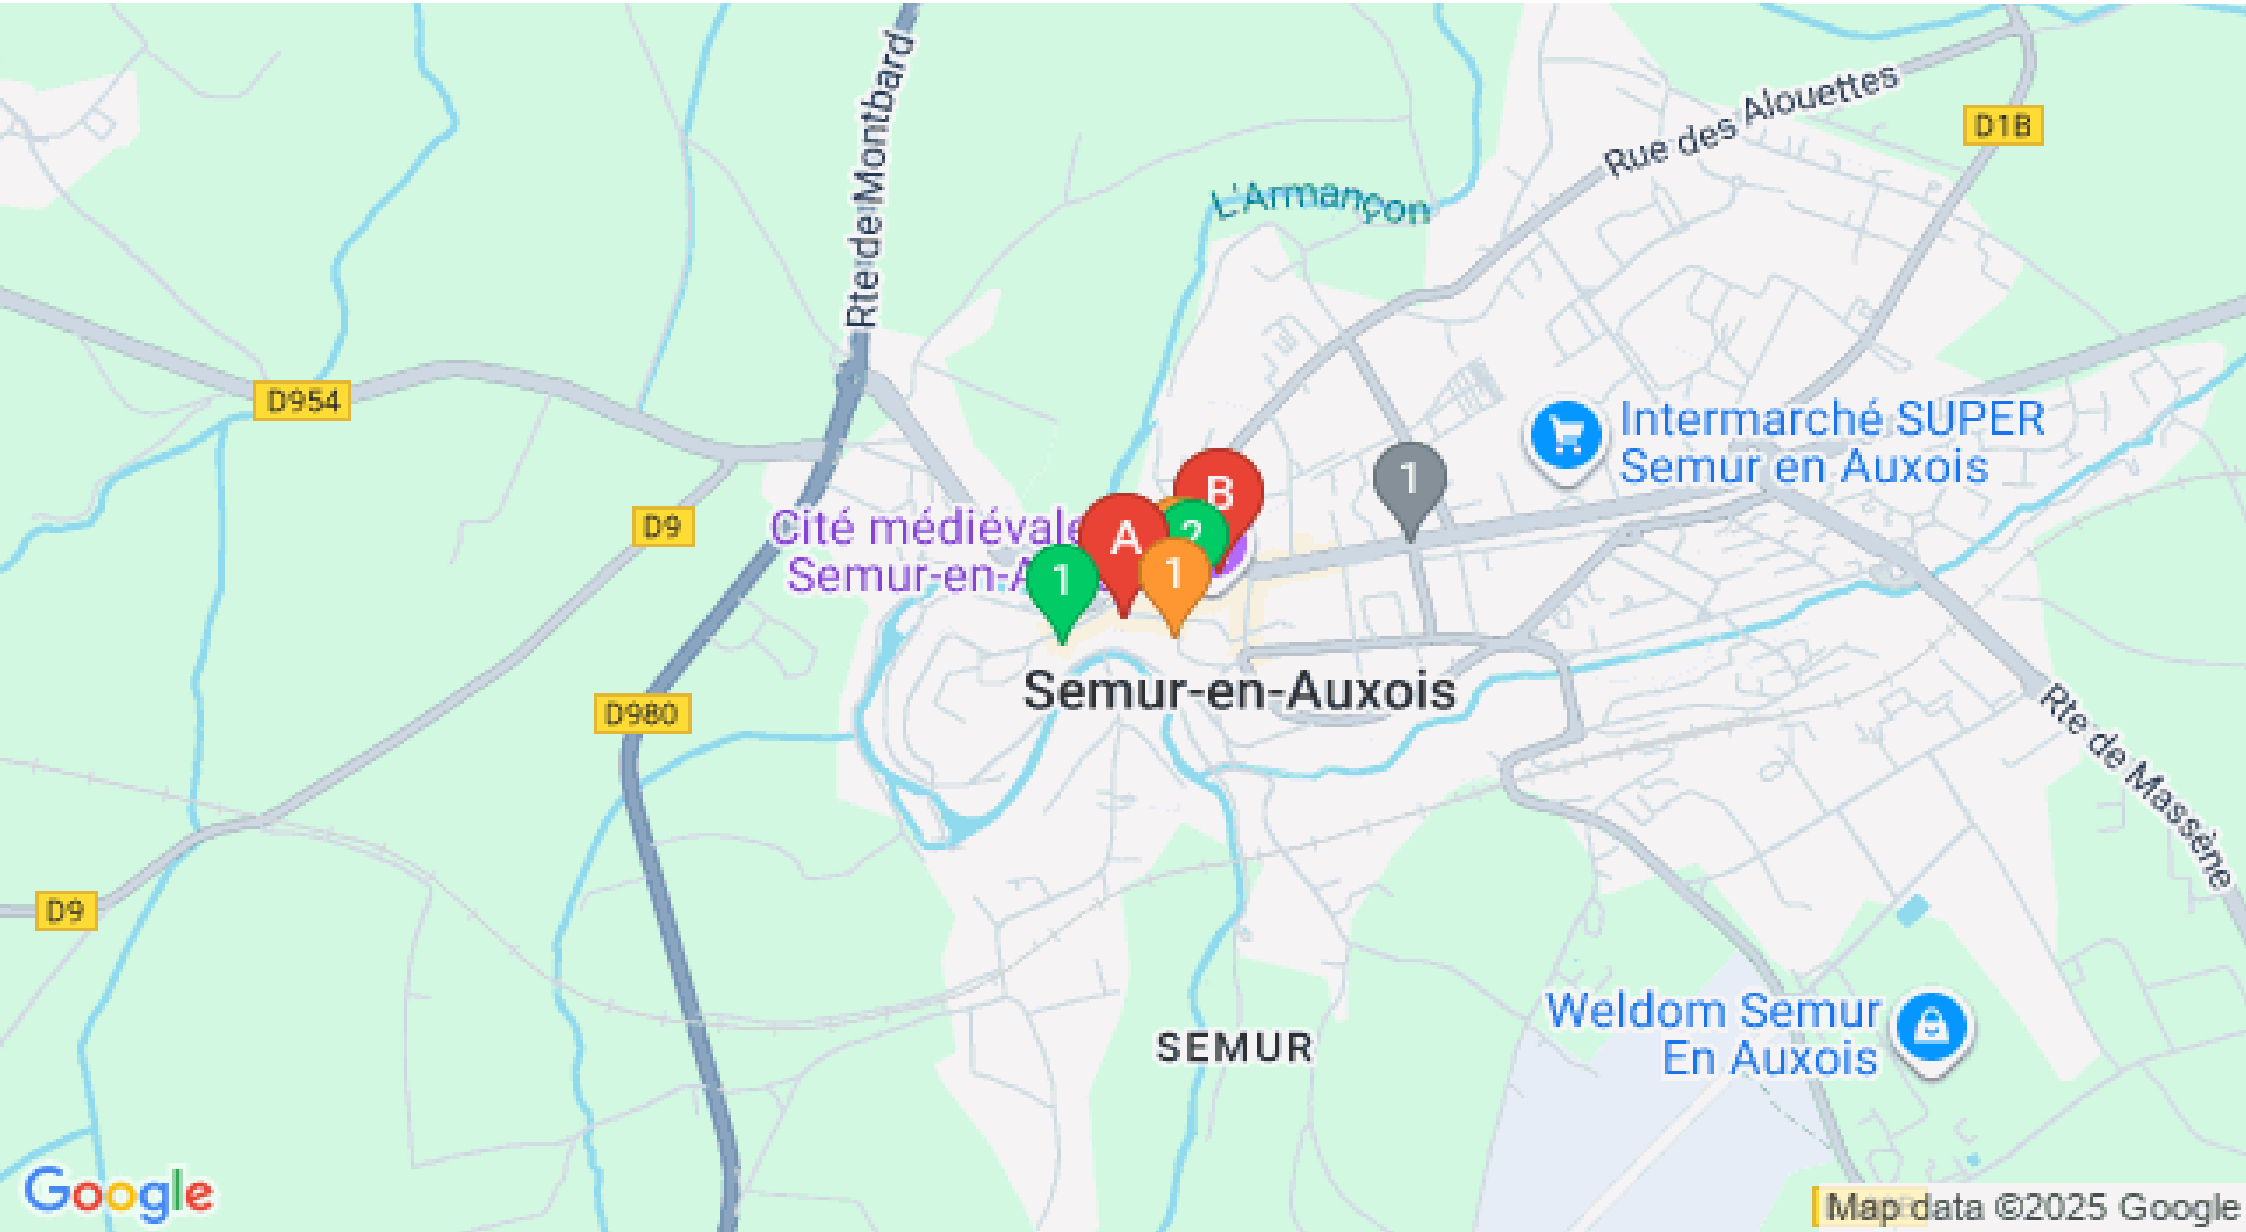 Rte de Montbard
Rue des Alouettes
D1B
L'Armançon
D954
Intermarché SUPER
Semur en Auxois
1
B
D9
Cité médiévale
Semur-en-A
A
2
1
1
Semur-en-Auxois
D980
Rte de Massène
D9
Weldom Semur
En Auxois
SEMUR
Google
Map data ©2025 Google